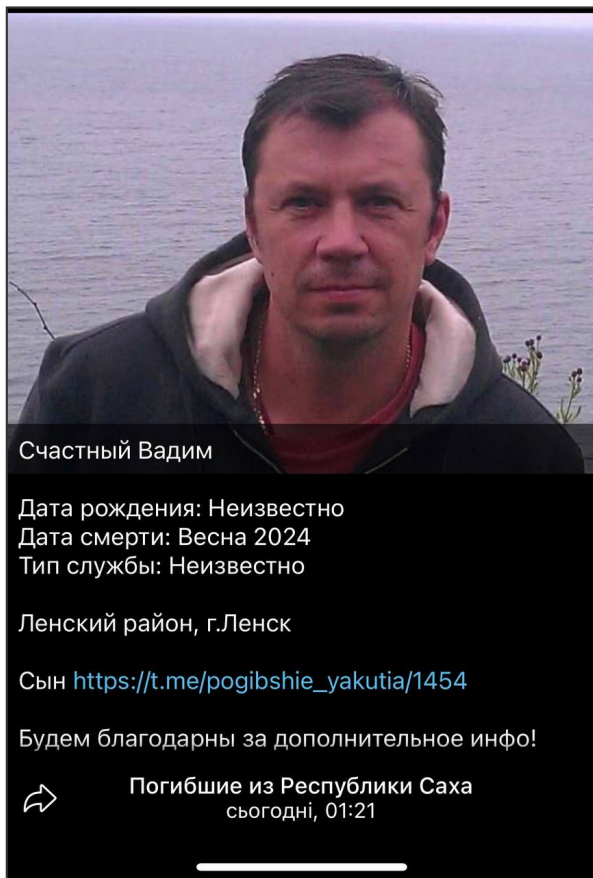 Счастный Вадим
Дата рождения: Неизвестно
Дата смерти: Весна 2024
Тип службы: Неизвестно
Ленский район, г.Ленск
Сын https://t.me/pogibshie_yakutia/1454
Будем благодарны за дополнительное инфо!
Погибшие из Республики Саха
сьогодні, 01:21